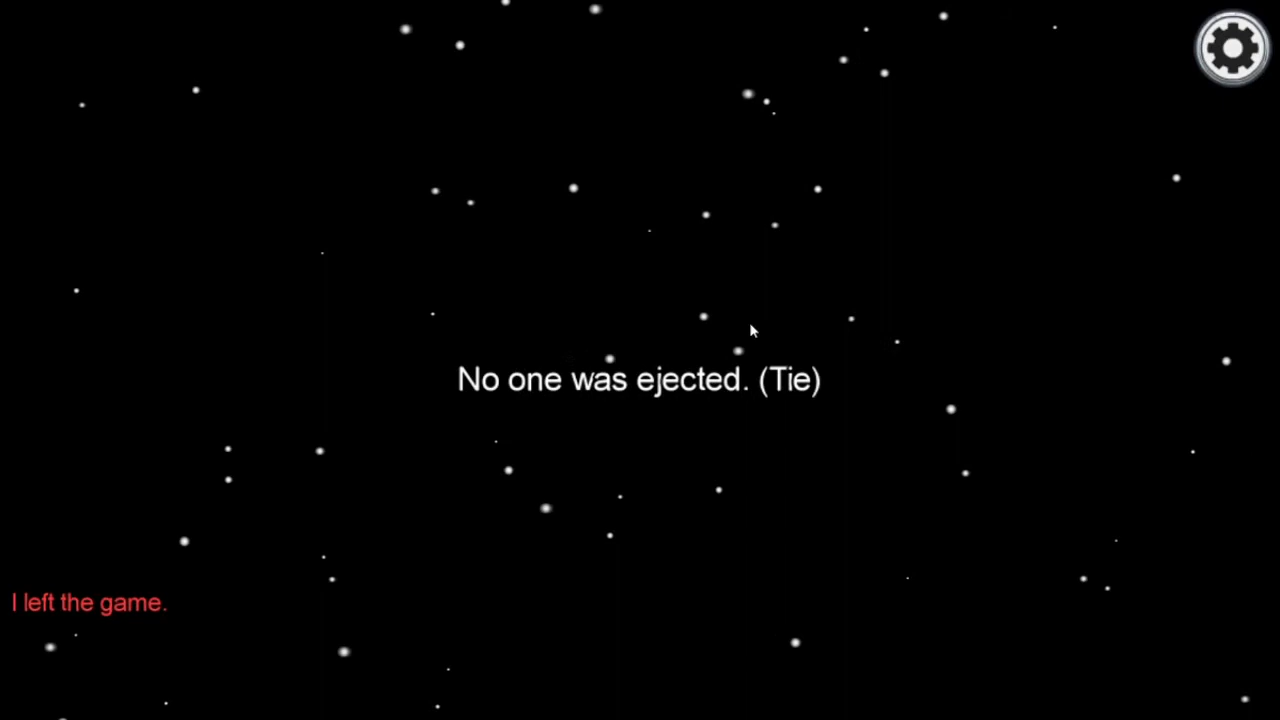 No one was ejected. (Tie)
I left the game.